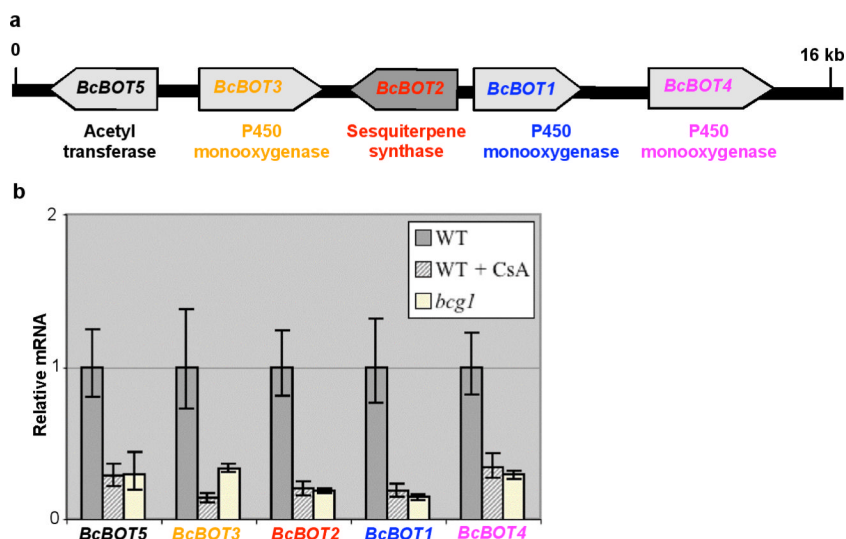 a
0
16 kb
BcBOT5 BcBOT3 BcBOT2 BcBOT1 BcBOT4
Acetyl P450 Sesquiterpene P450 P450
transferase monooxygenase synthase monooxygenase monooxygenase
b
2
1
0
Relative mRNA
WT
WT + CsA
bcg1
BcBOT5 BcBOT3 BcBOT2 BcBOT1 BcBOT4